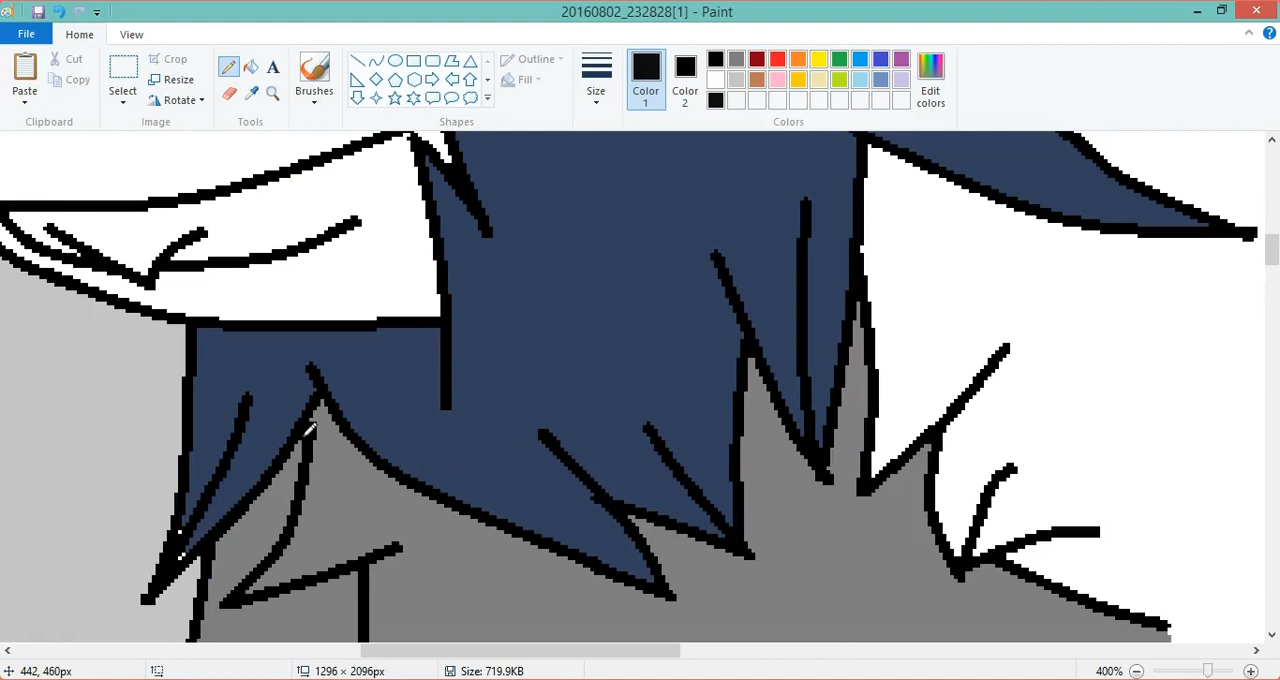 20160802_232828[1] - Paint
File
Home
View
Paste
Cut
Copy
Clipboard
Select
Crop
Resize
Rotate
Image
A
Tools
Brushes
Outline
Fill
Shapes
Size
Color 1
Color 2
Edit colors
Colors
442, 460px
1296 × 2096px
Size: 719.9KB
400%